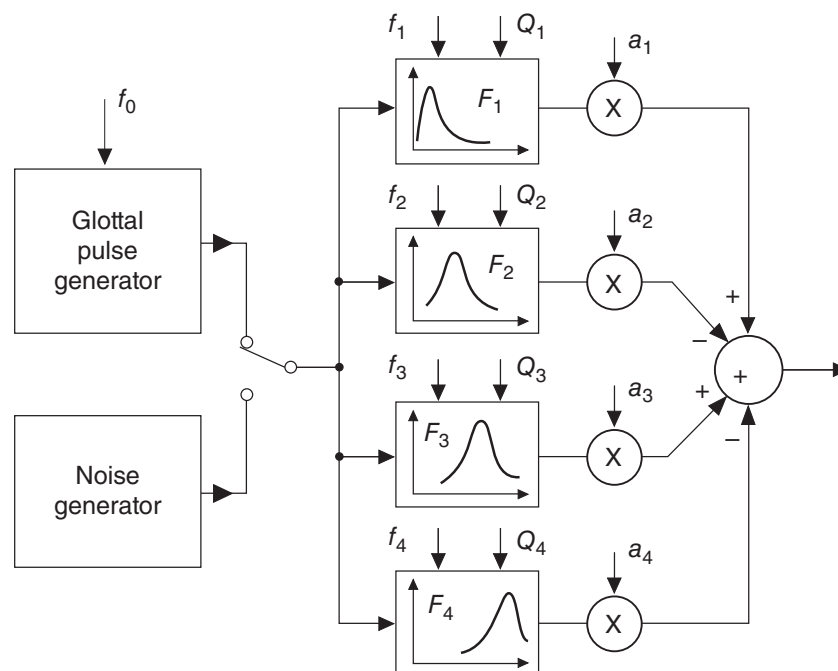 f0
Glottal
pulse
generator
Noise
generator
f1 Q1 a1
F1 X
f2 Q2 a2
F2 X
f3 Q3 a3
F3 X
f4 Q4 a4
F4 X
+
–
+
+
–